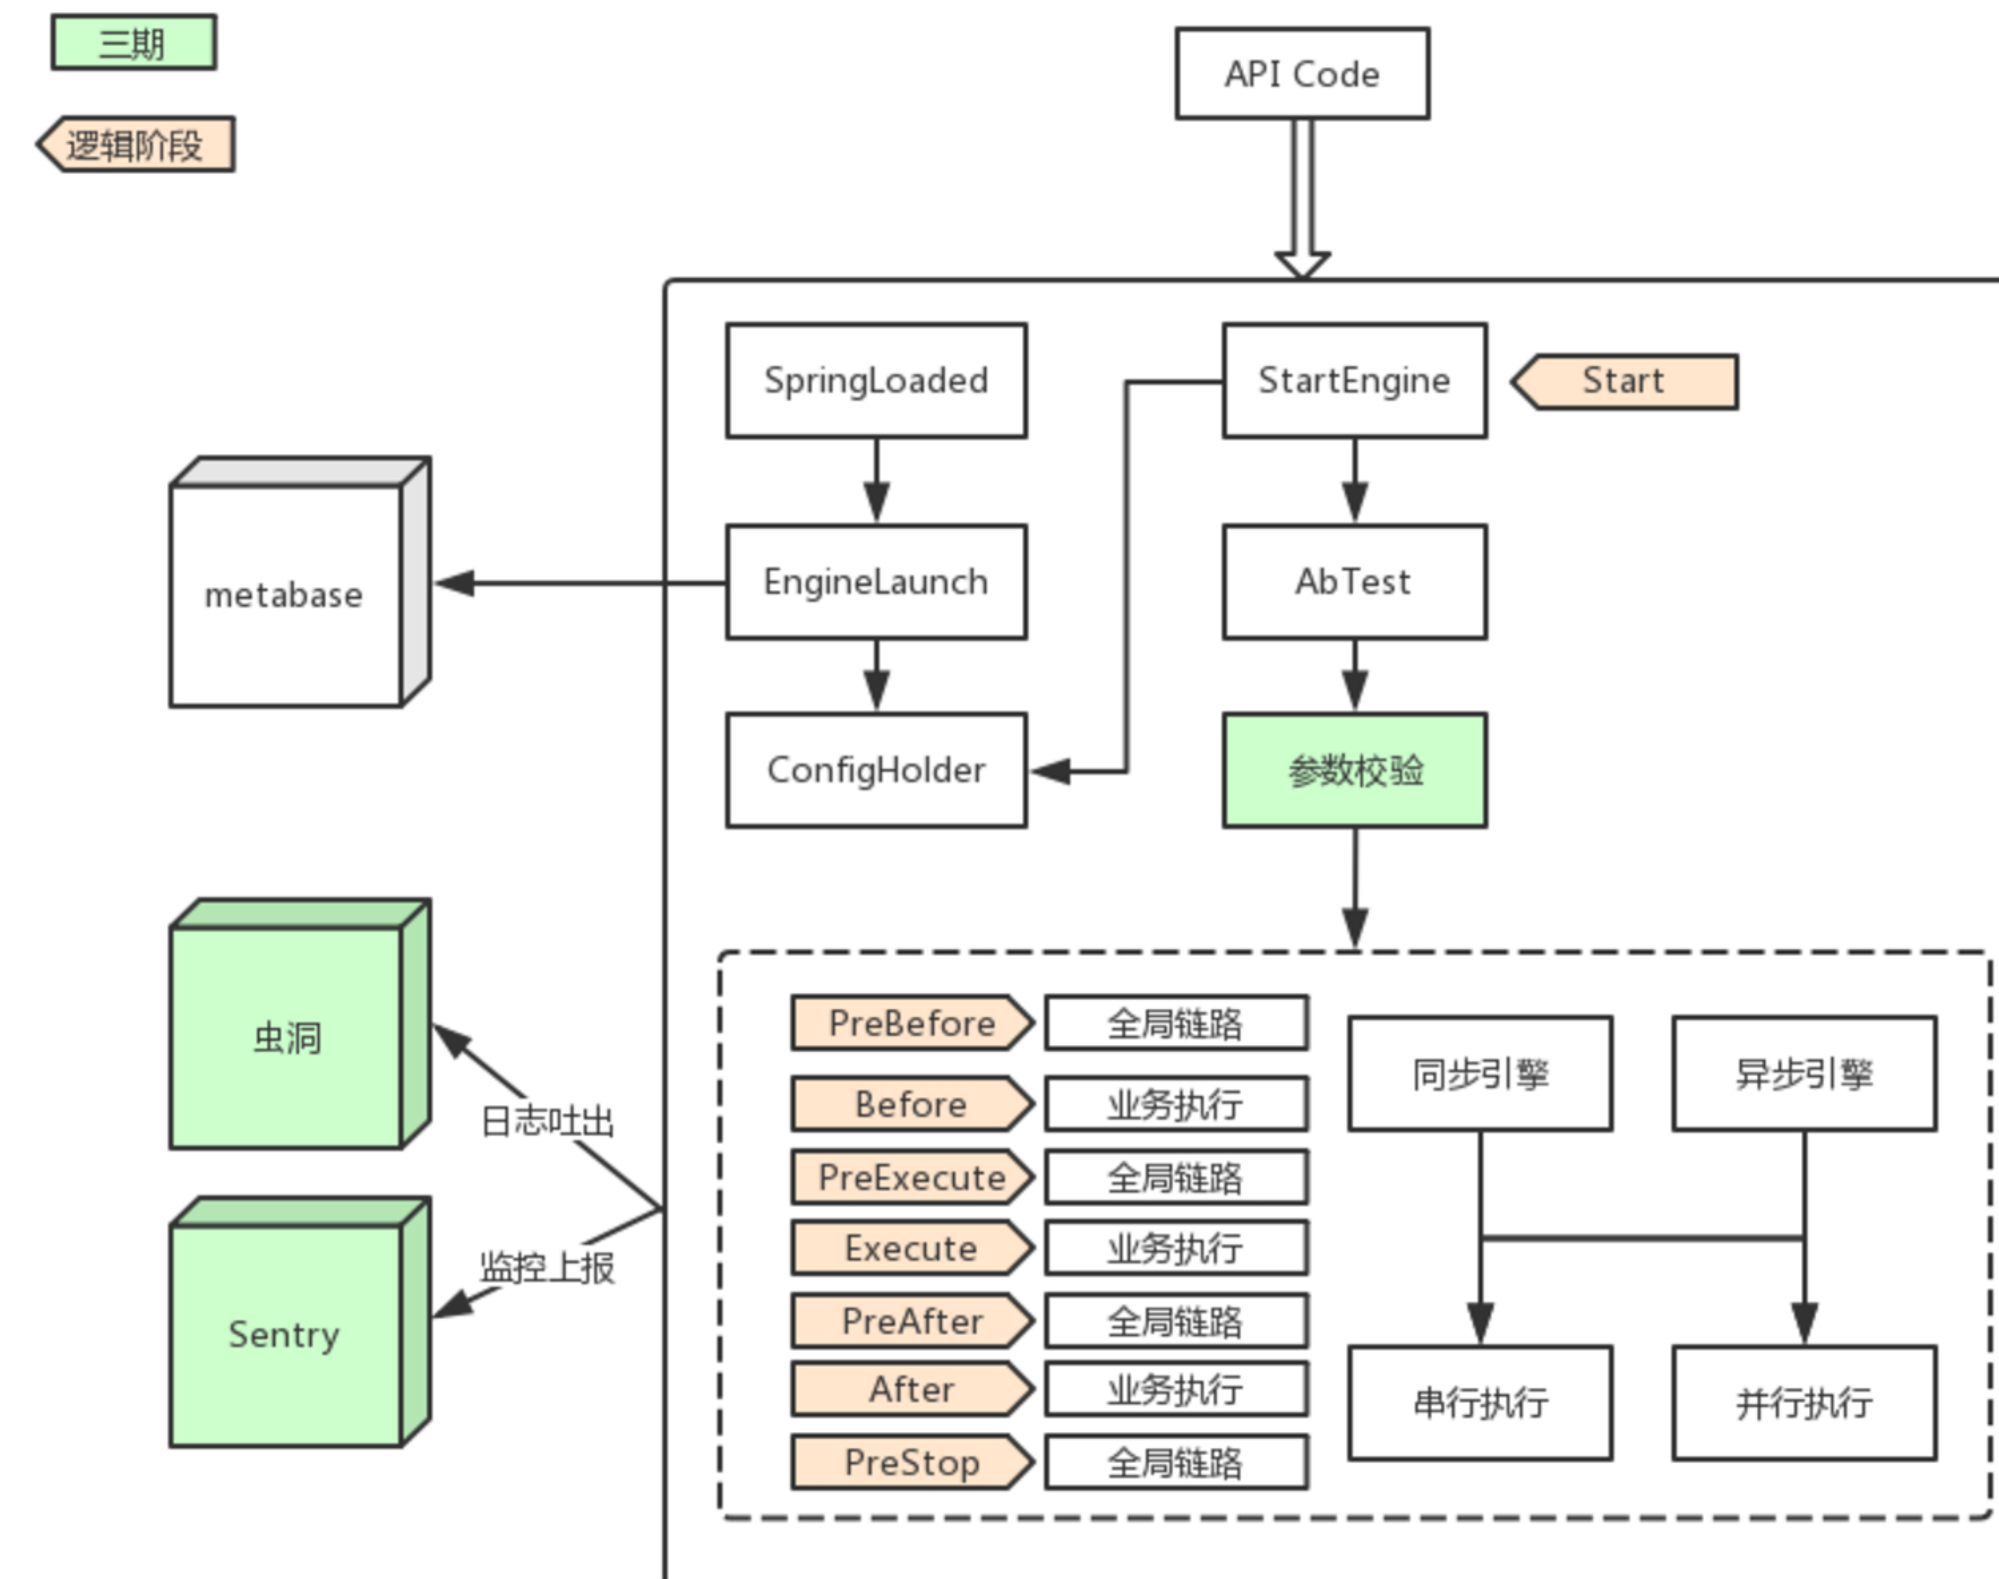 三期
逻辑阶段
API Code
SpringLoaded
StartEngine
Start
EngineLaunch
AbTest
metabase
ConfigHolder
参数校验
虫洞
日志吐出
监控上报
Sentry
PreBefore
全局链路
Before
业务执行
PreExecute
全局链路
Execute
业务执行
PreAfter
全局链路
After
业务执行
PreStop
全局链路
同步引擎
异步引擎
串行执行
并行执行